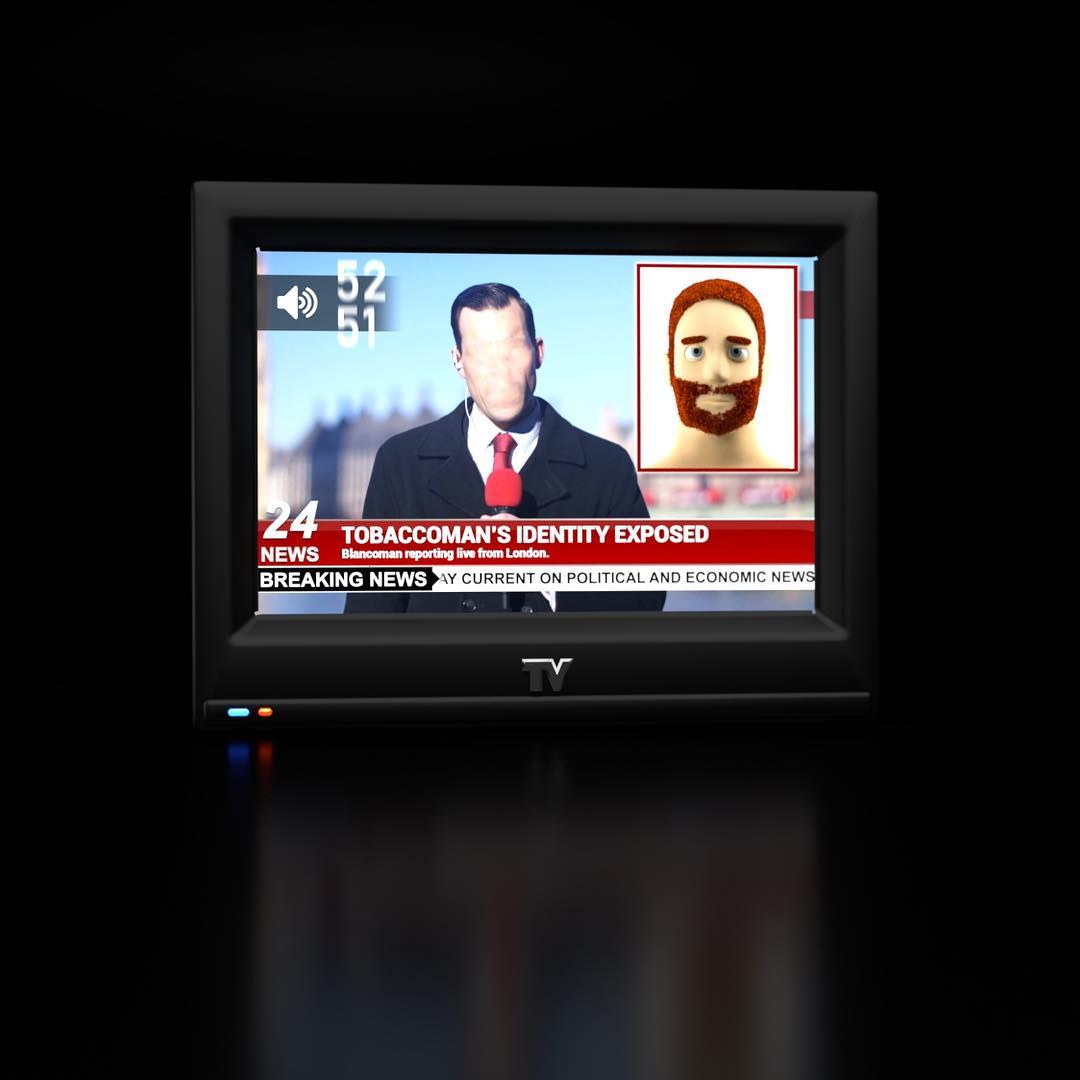 52
51
24
NEWS
TOBACCOMAN'S IDENTITY EXPOSED
Blancoman reporting live from London.
BREAKING NEWS
AY CURRENT ON POLITICAL AND ECONOMIC NEWS
TV